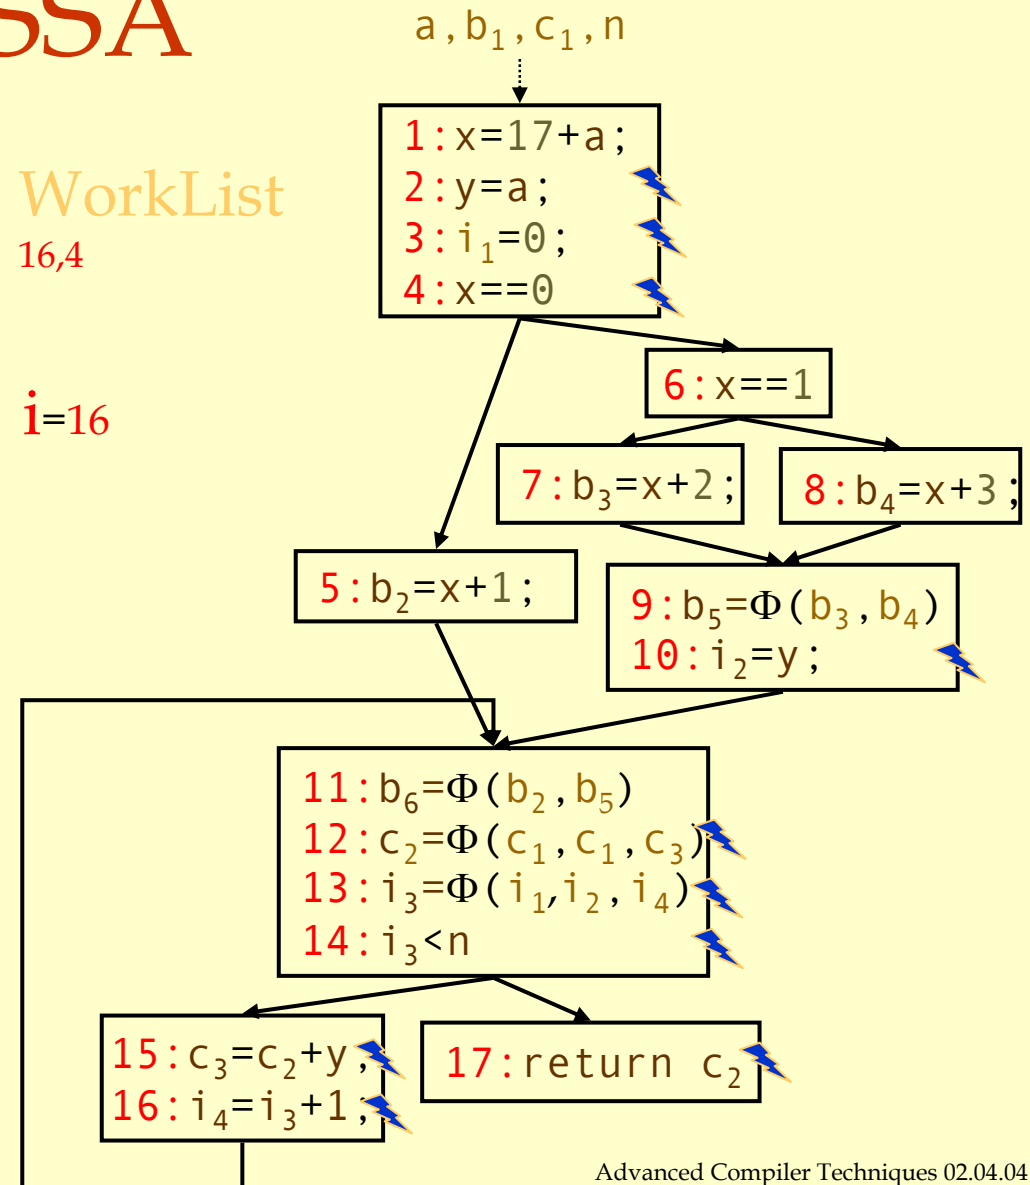 SSA
a,b₁,c₁,n
1:x=17+a;
2:y=a;
3:i₁=0;
4:x==0
WorkList
16,4
i=16
6:x==1
7:b₃=x+2;
8:b₄=x+3;
5:b₂=x+1;
9:b₅=Φ(b₃,b₄)
10:i₂=y;
11:b₆=Φ(b₂,b₅)
12:c₂=Φ(c₁,c₁,c₃)
13:i₃=Φ(i₁,i₂,i₄)
14:i₃<n
15:c₃=c₂+y;
16:i₄=i₃+1;
17:return c₂
Advanced Compiler Techniques 02.04.04